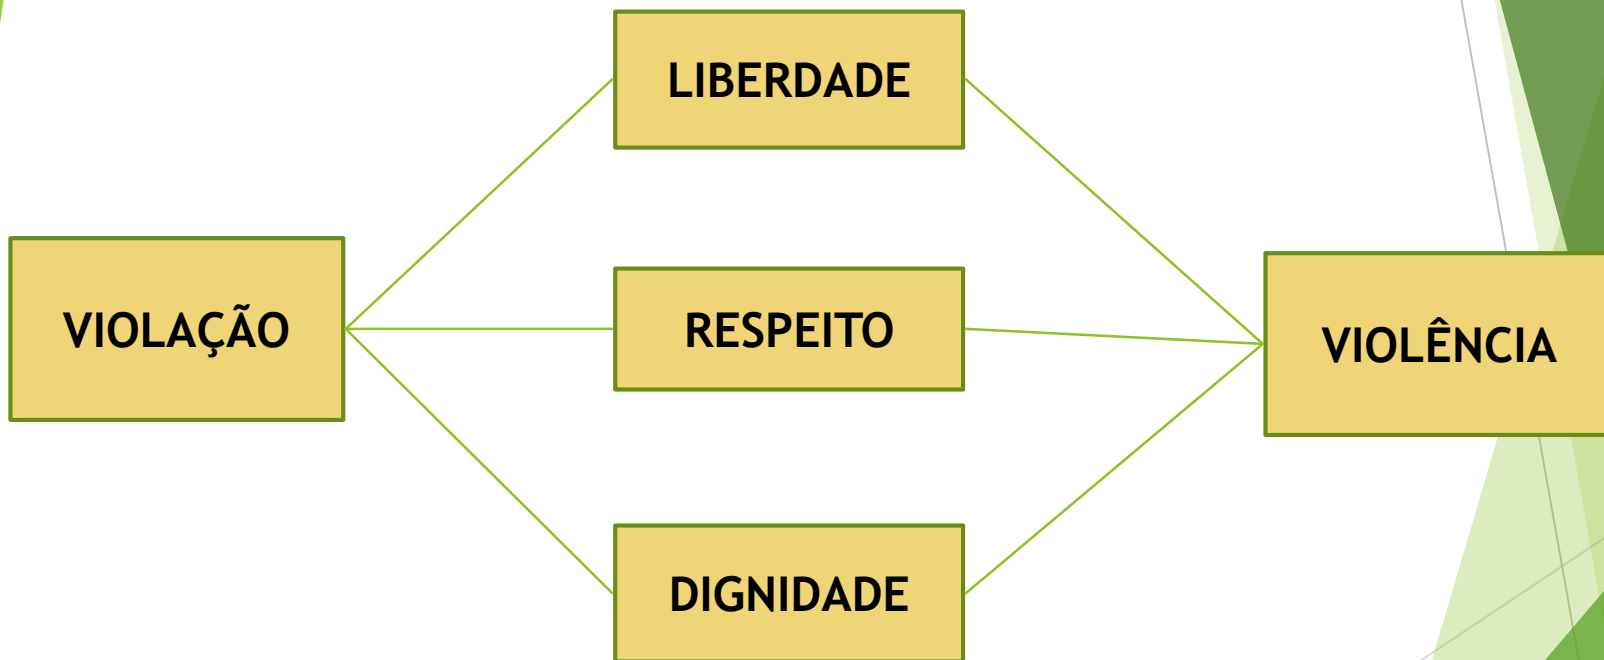 LIBERDADE
VIOLAÇÃO
RESPEITO
VIOLÊNCIA
DIGNIDADE